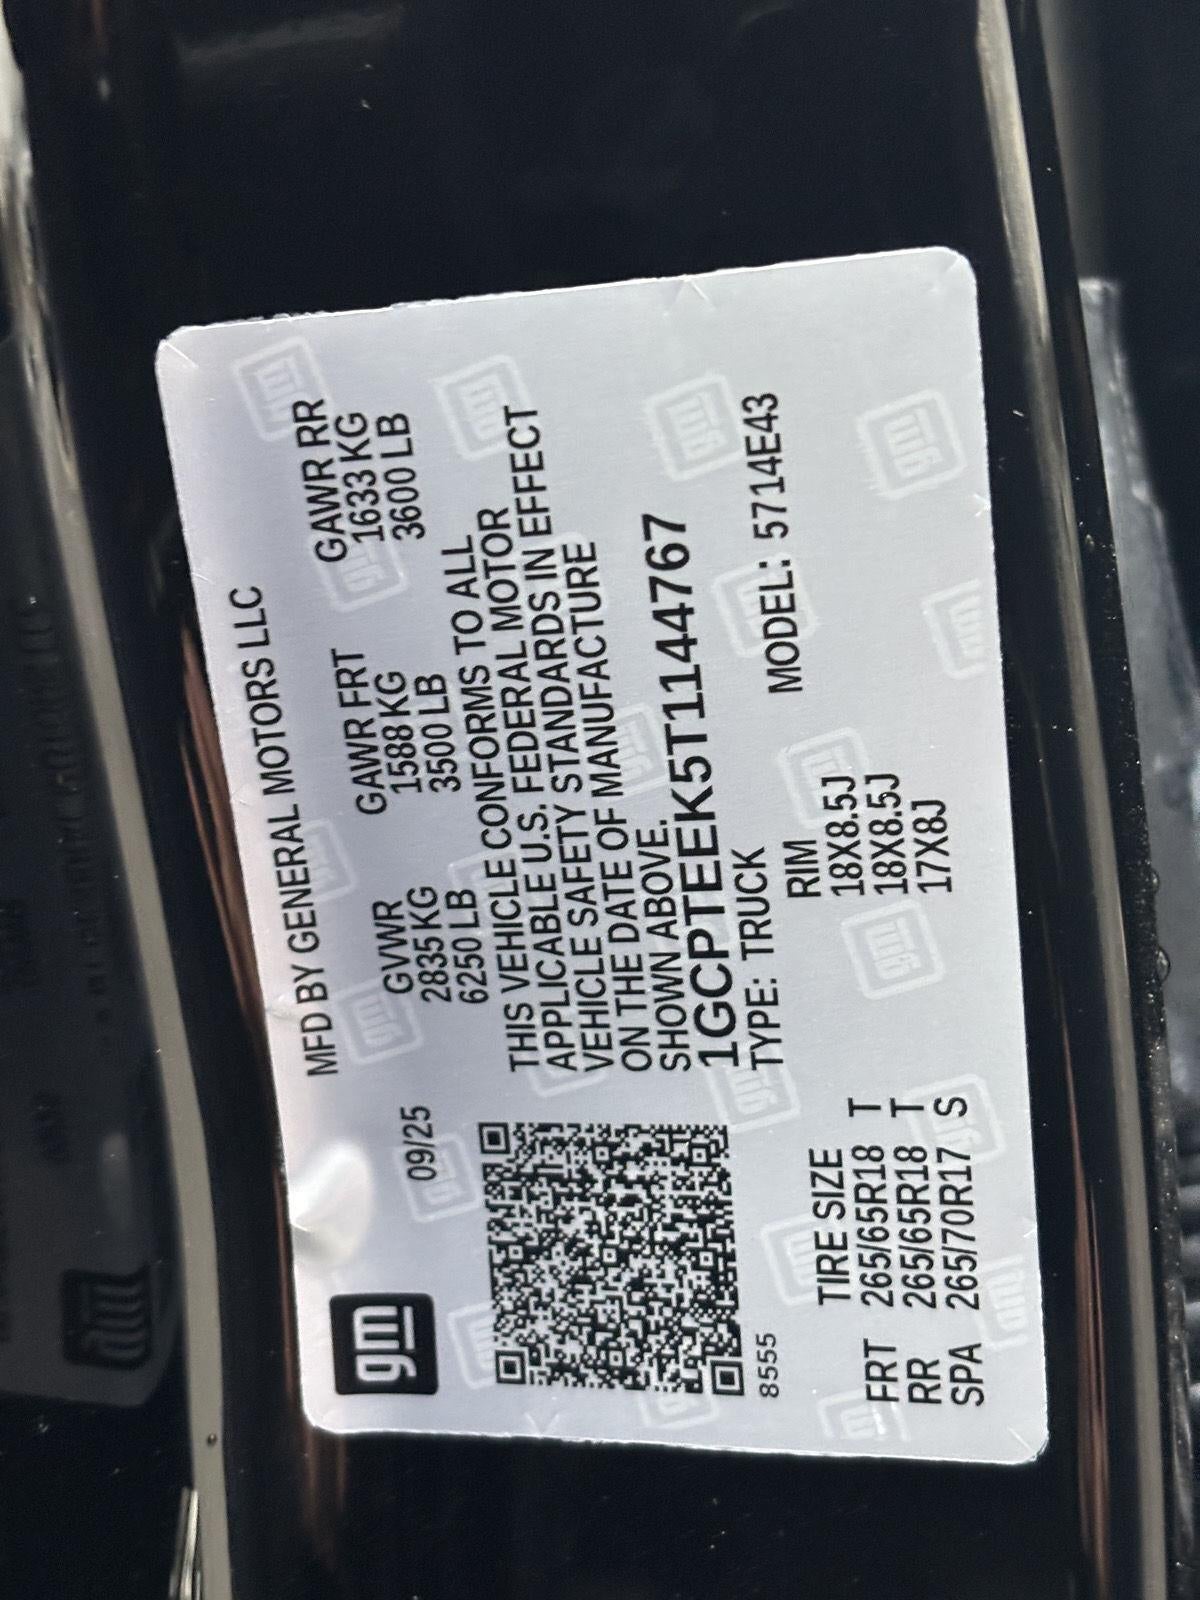 gm
MFD BY GENERAL MOTORS LLC
09/25
GVWR GAWR FRT GAWR RR
2835 KG 1588 KG 1633 KG
6250 LB 3500 LB 3600 LB
THIS VEHICLE CONFORMS TO ALL
APPLICABLE U.S. FEDERAL MOTOR
VEHICLE SAFETY STANDARDS IN EFFECT
ON THE DATE OF MANUFACTURE
SHOWN ABOVE.
1GCPTEEK5T1144767
8555
TYPE: TRUCK MODEL: 5714E43
TIRE SIZE RIM
FRT 265/65R18 T 18X8.5J
RR 265/65R18 T 18X8.5J
SPA 265/70R17 S 17X8J